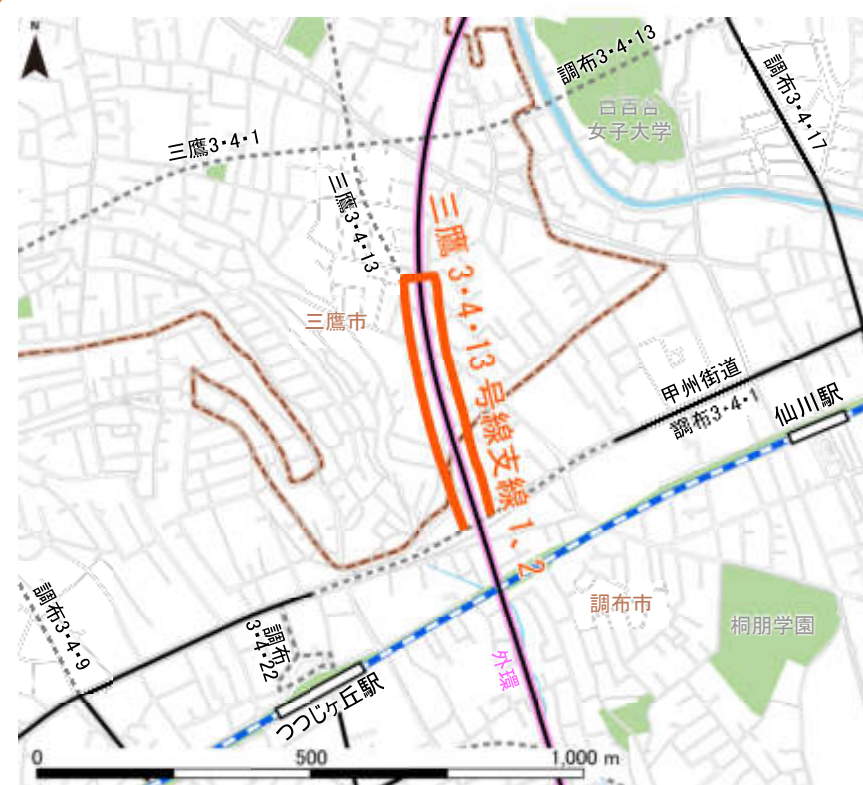 N
調布3・4・13
調布3・4・17
白百合
女子大学
三鷹3・4・1
三鷹3・4・13
三鷹3・4・13号線支線1、2
三鷹市
甲州街道
調布3・4・1
仙川駅
調布3・4・9
調布
3・4・22
つつじヶ丘駅
外環
調布市
桐朋学園
0 500 1,000 m